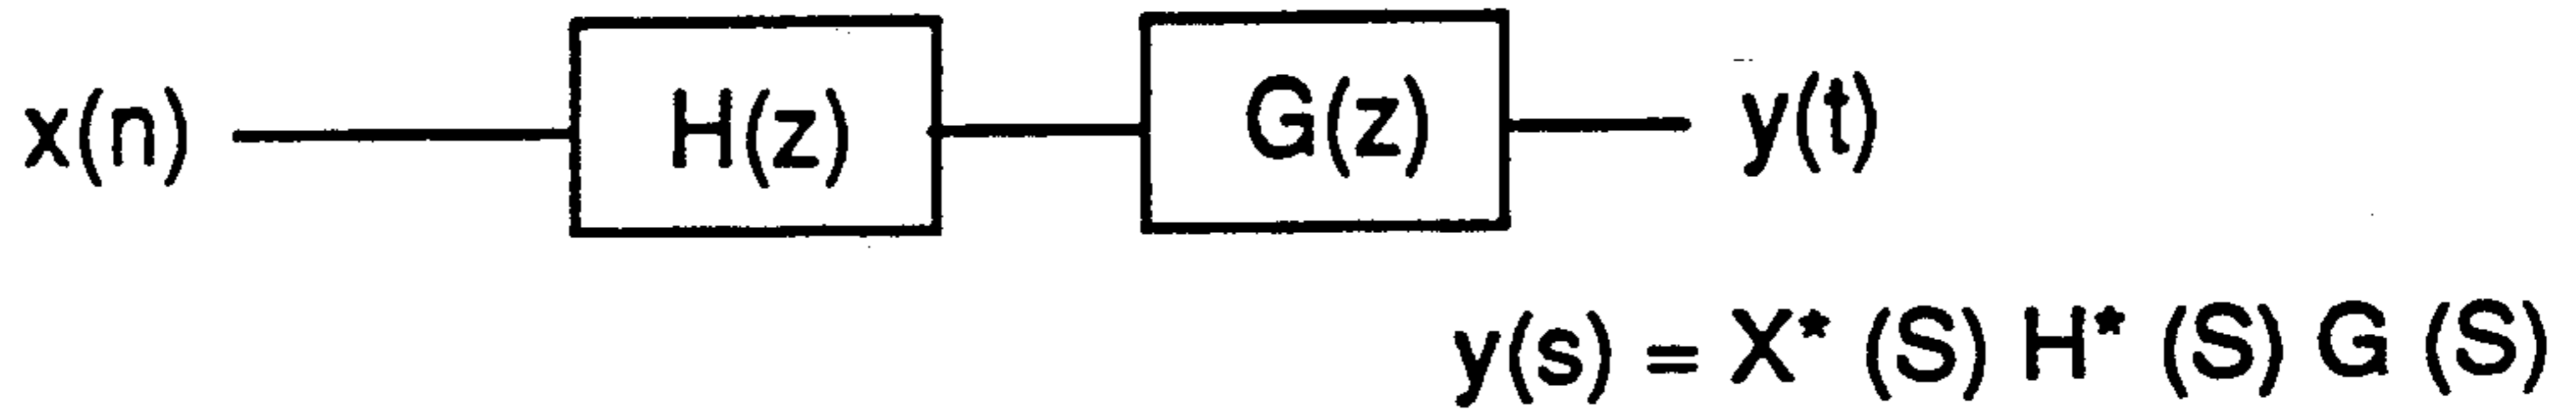 x(n) H(z) G(z) y(t)
y(s) = X* (S) H* (S) G (S)